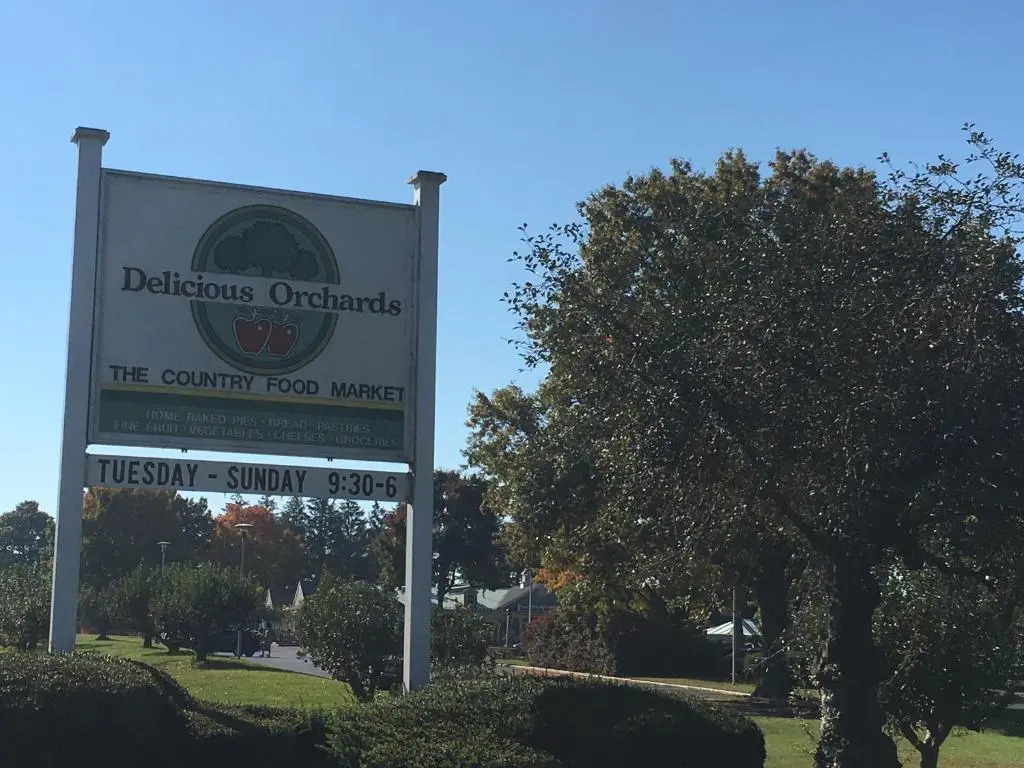 Delicious Orchards
THE COUNTRY FOOD MARKET
HOME BAKED PIES · BREAD · PASTRIES
FINE FRUIT · VEGETABLES · CHEESES · GROCERIES
TUESDAY - SUNDAY 9:30-6